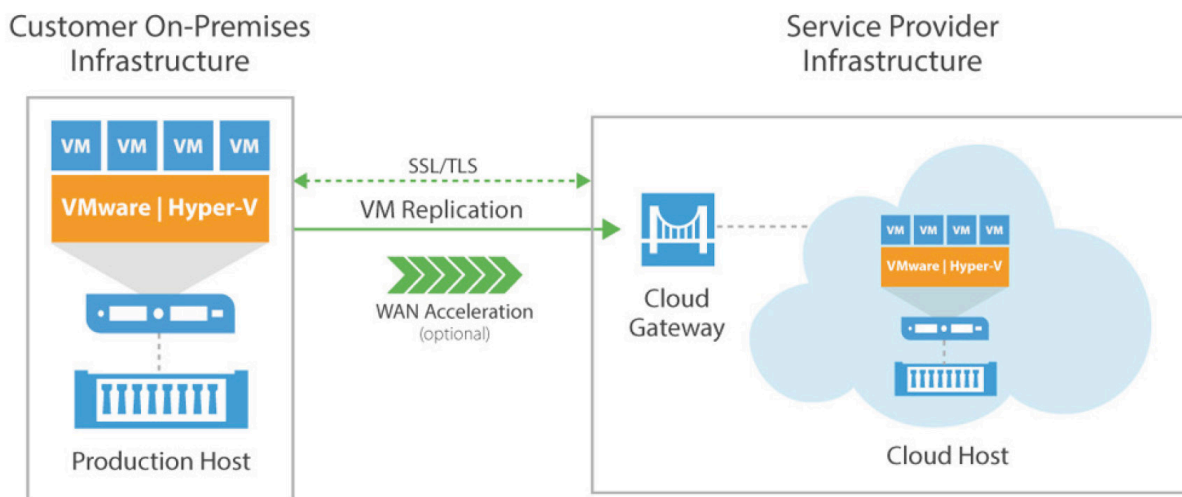 Customer On-Premises
Infrastructure
VM VM VM VM
VMware | Hyper-V
Production Host
SSL/TLS
VM Replication
WAN Acceleration
(optional)
Service Provider
Infrastructure
Cloud
Gateway
VM VM VM VM
VMware | Hyper-V
Cloud Host